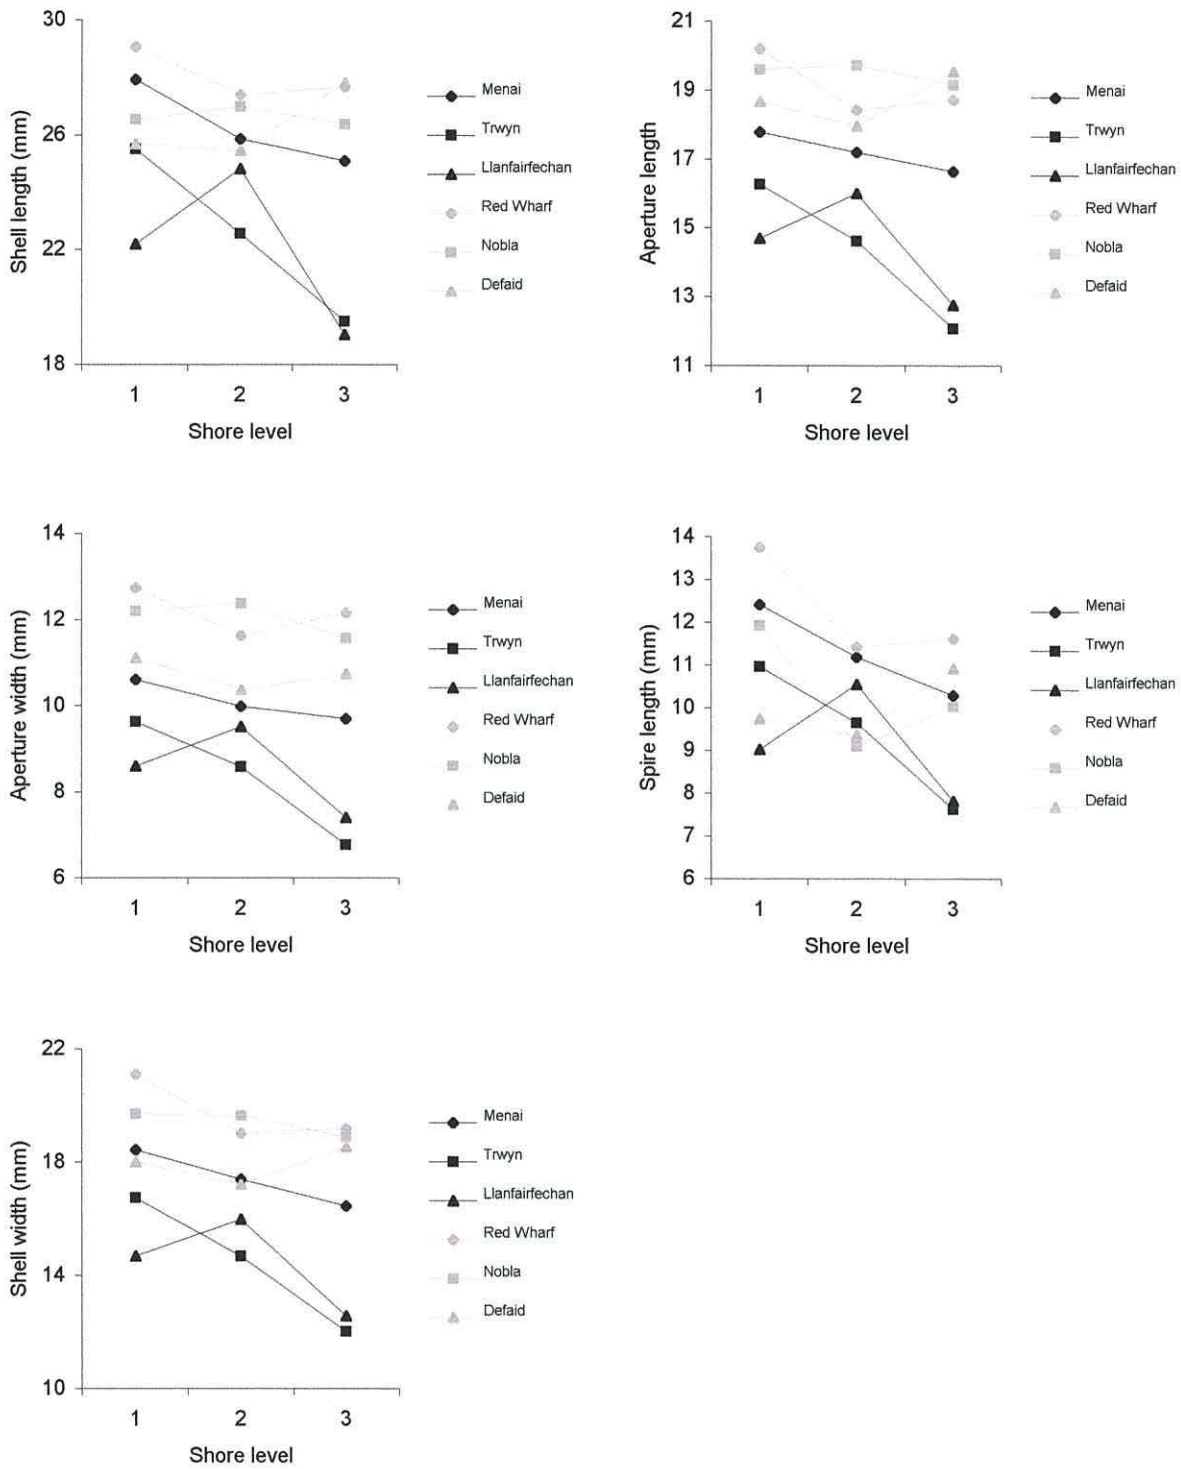 30
26
22
18
Shell length (mm)
1 2 3
Shore level
Menai
Trwyn
Llanfairfechan
Red Wharf
Nobla
Defaid
21
19
17
15
13
11
Aperture length
1 2 3
Shore level
Menai
Trwyn
Llanfairfechan
Red Wharf
Nobla
Defaid
14
12
10
8
6
Aperture width (mm)
1 2 3
Shore level
Menai
Trwyn
Llanfairfechan
Red Wharf
Nobla
Defaid
14
13
12
11
10
9
8
7
6
Spire length (mm)
1 2 3
Shore level
Menai
Trwyn
Llanfairfechan
Red Wharf
Nobla
Defaid
22
18
14
10
Shell width (mm)
1 2 3
Shore level
Menai
Trwyn
Llanfairfechan
Red Wharf
Nobla
Defaid